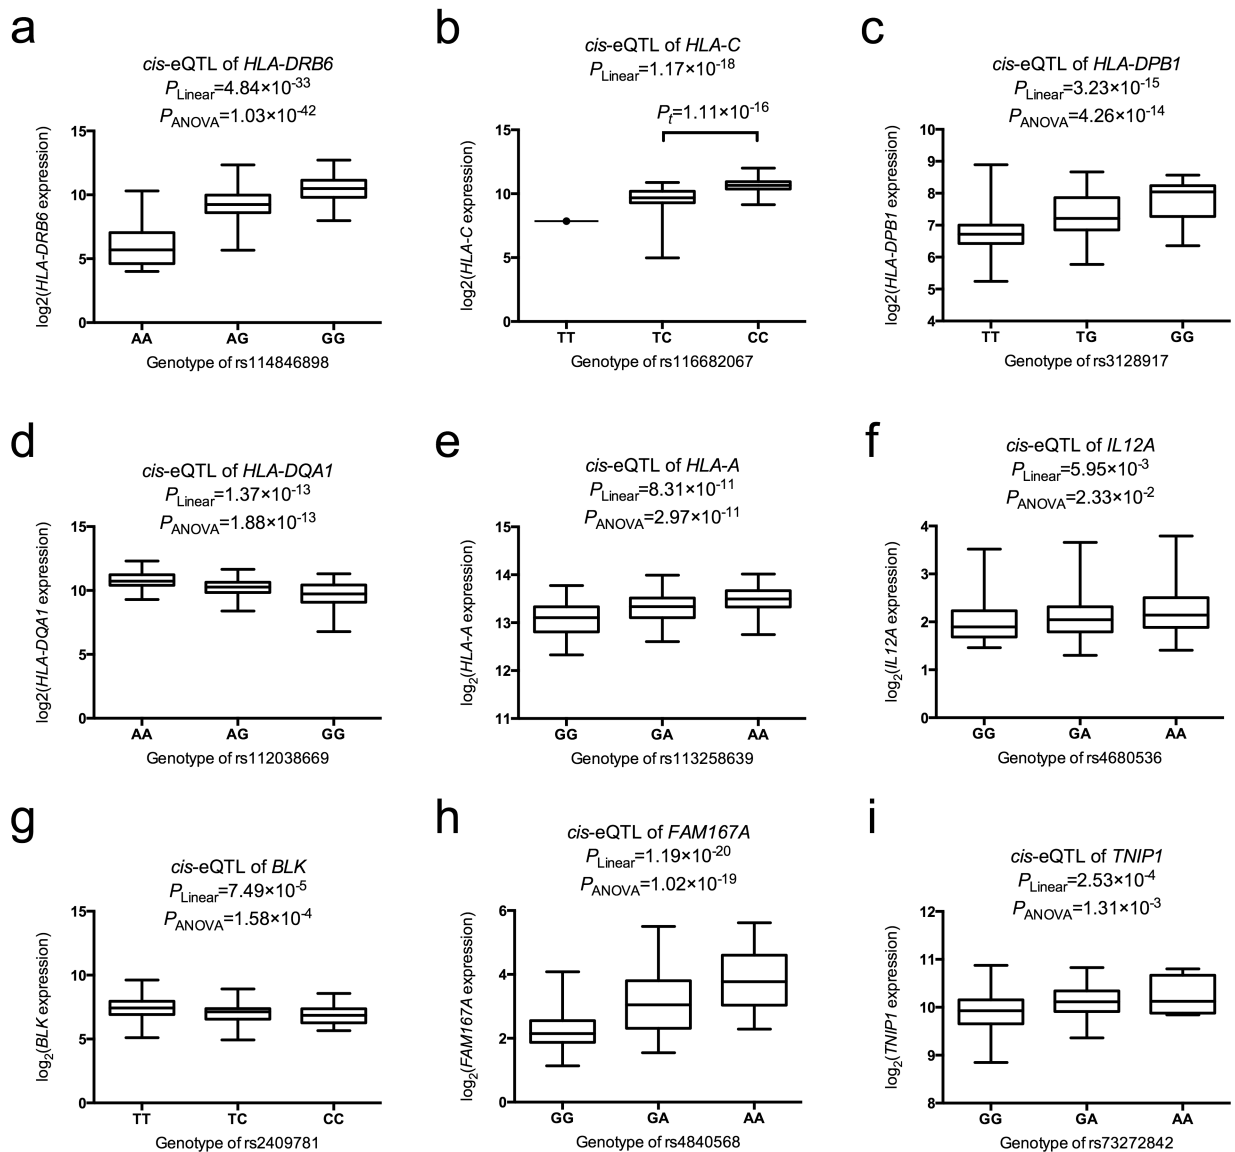 a
cis-eQTL of HLA-DRB6
PLinear=4.84×10-33
PANOVA=1.03×10-42
log2(HLA-DRB6 expression)
15
10
5
0
AA AG GG
Genotype of rs114846898
b
cis-eQTL of HLA-C
PLinear=1.17×10-18
Pt=1.11×10-16
log2(HLA-C expression)
15
10
5
0
TT TC CC
Genotype of rs116682067
c
cis-eQTL of HLA-DPB1
PLinear=3.23×10-15
PANOVA=4.26×10-14
log2(HLA-DPB1 expression)
10
9
8
7
6
5
4
TT TG GG
Genotype of rs3128917
d
cis-eQTL of HLA-DQA1
PLinear=1.37×10-13
PANOVA=1.88×10-13
log2(HLA-DQA1 expression)
15
10
5
0
AA AG GG
Genotype of rs112038669
e
cis-eQTL of HLA-A
PLinear=8.31×10-11
PANOVA=2.97×10-11
log2(HLA-A expression)
15
14
13
12
11
GG GA AA
Genotype of rs113258639
f
cis-eQTL of IL12A
PLinear=5.95×10-3
PANOVA=2.33×10-2
log2(IL12A expression)
4
3
2
1
0
GG GA AA
Genotype of rs4680536
g
cis-eQTL of BLK
PLinear=7.49×10-5
PANOVA=1.58×10-4
log2(BLK expression)
15
10
5
0
TT TC CC
Genotype of rs2409781
h
cis-eQTL of FAM167A
PLinear=1.19×10-20
PANOVA=1.02×10-19
log2(FAM167A expression)
6
4
2
0
GG GA AA
Genotype of rs4840568
i
cis-eQTL of TNIP1
PLinear=2.53×10-4
PANOVA=1.31×10-3
log2(TNIP1 expression)
12
11
10
9
8
GG GA AA
Genotype of rs73272842